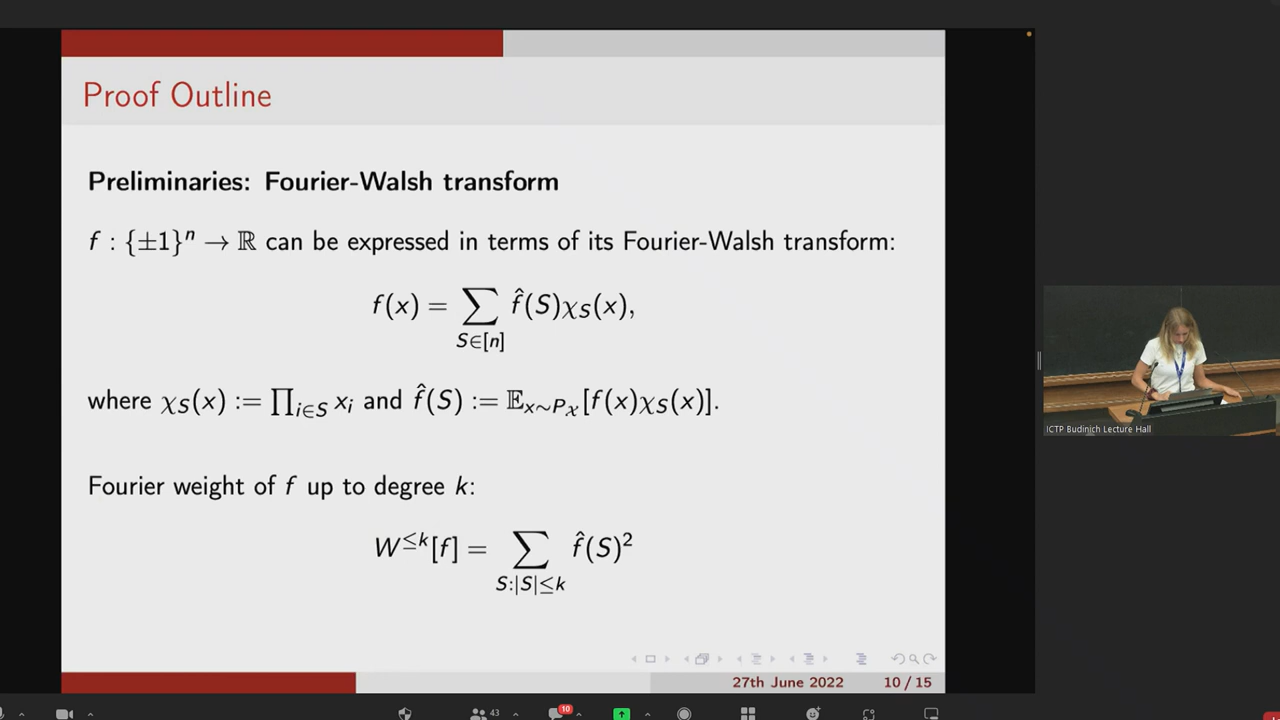 Proof Outline
Preliminaries: Fourier-Walsh transform
f : {±1}ⁿ → ℝ can be expressed in terms of its Fourier-Walsh transform:
f(x) = ∑ f̂(S)χ_S(x),
S∈[n]
where χ_S(x) := ∏_{i∈S} x_i and f̂(S) := 𝔼_{x∼P_𝒳}[f(x)χ_S(x)].
Fourier weight of f up to degree k:
W^{≤k}[f] = ∑ f̂(S)²
S:|S|≤k
27th June 2022 10 / 15
ICTP Budinich Lecture Hall
43
10